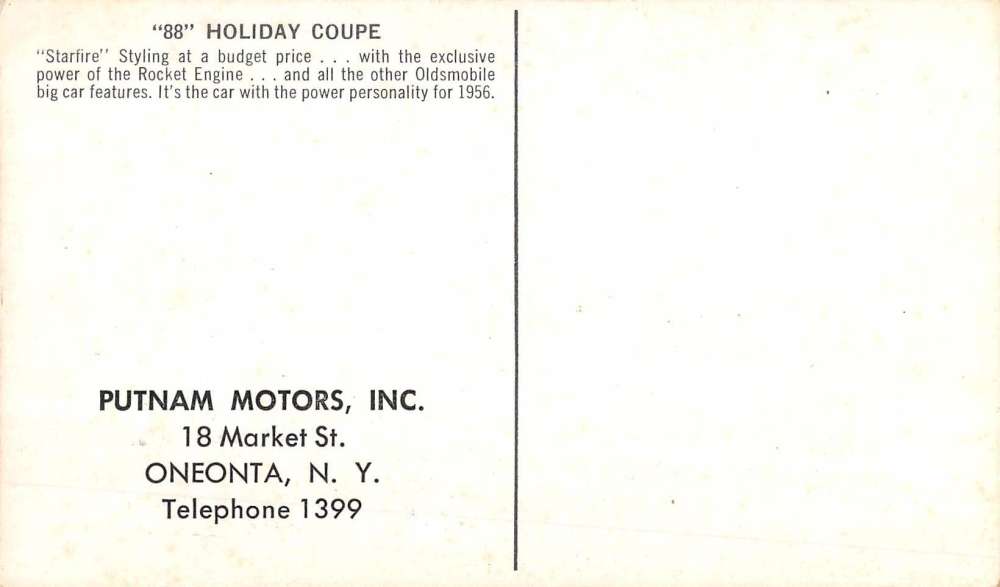 “88” HOLIDAY COUPE
“Starfire” Styling at a budget price . . . with the exclusive
power of the Rocket Engine . . . and all the other Oldsmobile
big car features. It's the car with the power personality for 1956.
PUTNAM MOTORS, INC.
18 Market St.
ONEONTA, N. Y.
Telephone 1399